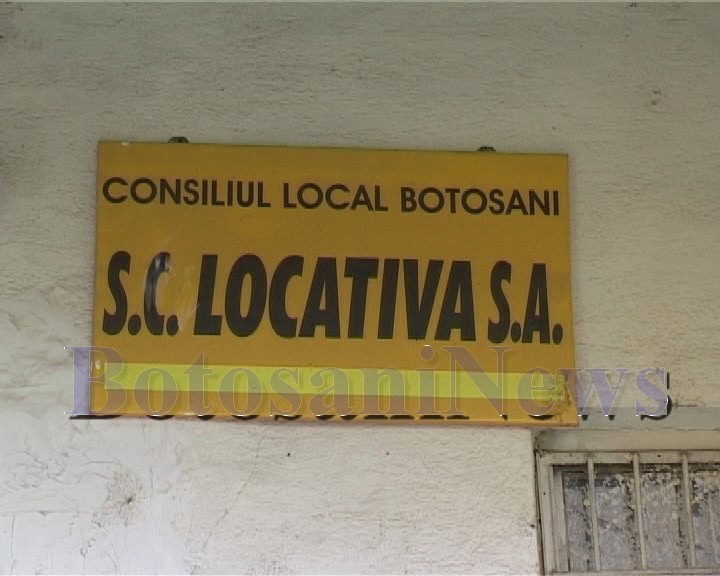 CONSILIUL LOCAL BOTOSANI
S.C. LOCATIVA S.A.
BotosaniNews